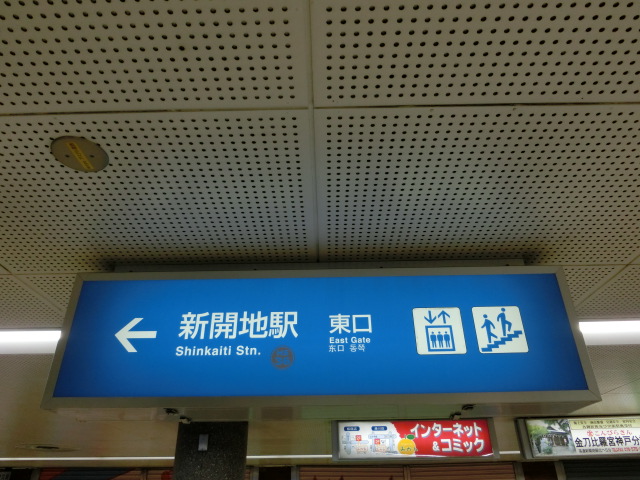 新開地駅
Shinkaiti Stn.
東口
East Gate
东口 동쪽
インターネット
&コミック
金刀比羅宮神戸分